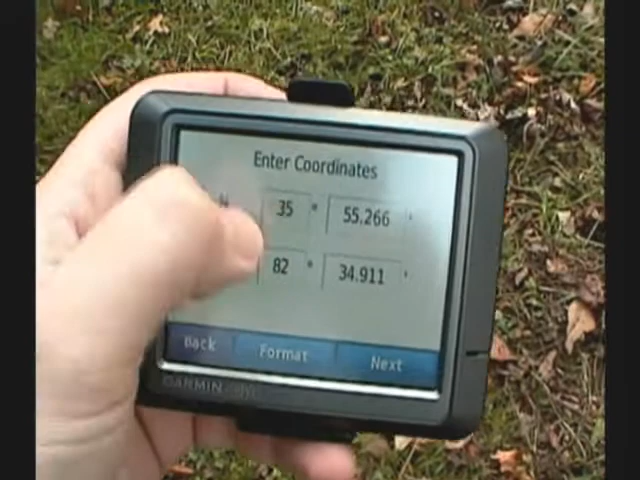 Enter Coordinates
N 35 ° 55.266 '
82 ° 34.911 '
Back Format Next
GARMIN